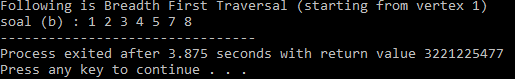 Following is Breadth First Traversal (starting from vertex 1)
soal (b) : 1 2 3 4 5 7 8
--------------------------------
Process exited after 3.875 seconds with return value 3221225477
Press any key to continue . . .